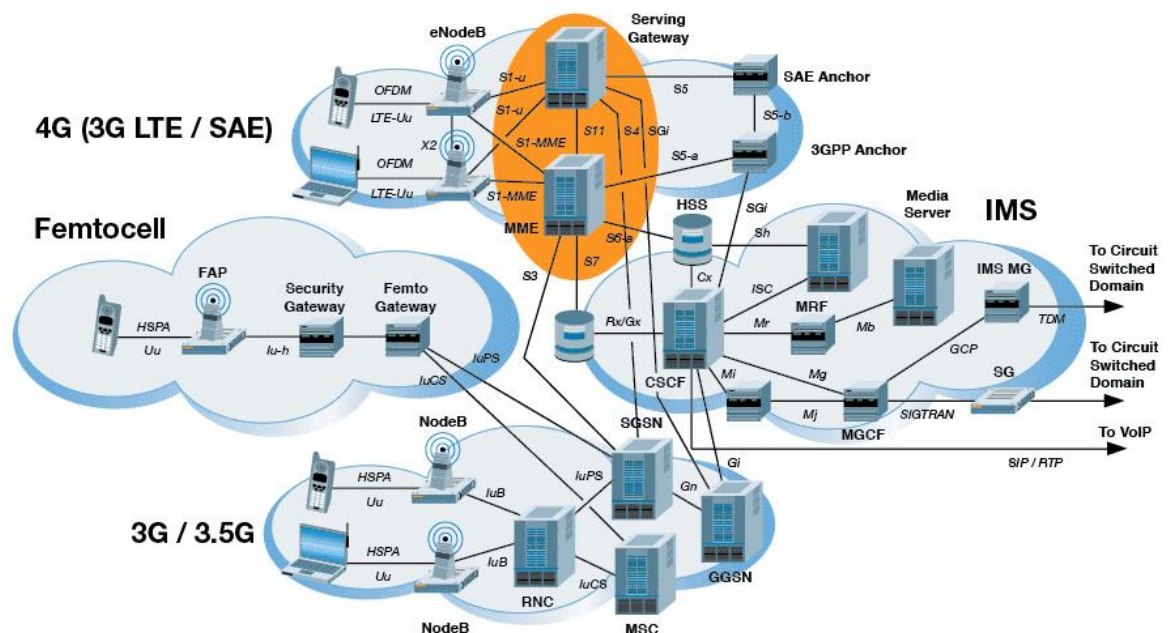 Serving
Gateway
eNodeB
SAE Anchor
OFDM
S1-u
S5
LTE-Uu
S1-u
S11
S4
SGi
S5-b
4G (3G LTE / SAE)
X2
S1-MME
3GPP Anchor
OFDM
S5-a
LTE-Uu
S1-MME
SGi
Media
Server
IMS
HSS
MME
S6-a
Sh
Femtocell
S7
S3
FAP
Security
Gateway
Femto
Gateway
Cx
ISC
MRF
IMS MG
To Circuit
Switched
Domain
TDM
HSPA
Uu
Iu-h
IuPS
IuCS
Rx/Gx
Mr
Mb
GCP
CSCF
Mi
Mg
SG
To Circuit
Switched
Domain
Mj
MGCF
SIGTRAN
To VoIP
SIP / RTP
NodeB
SGSN
Gi
HSPA
Uu
IuB
IuPS
Gn
3G / 3.5G
NodeB
HSPA
Uu
IuB
RNC
IuCS
GGSN
NodeB
MSC